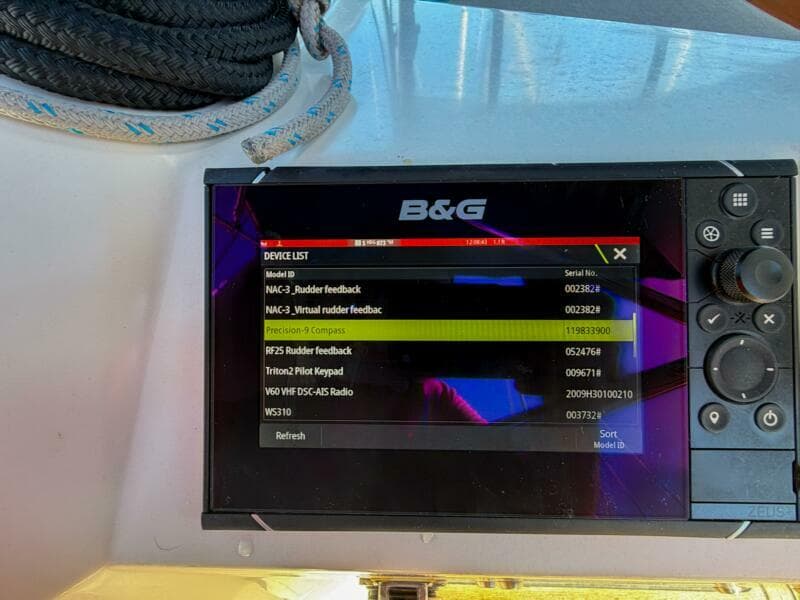 B&G
DEVICE LIST
Model ID Serial No.
NAC-3 _Rudder feedback 002382#
NAC-3 _Virtual rudder feedbac 002382#
Precision-9 Compass 119833900
RF25 Rudder feedback 052476#
Triton2 Pilot Keypad 009671#
V60 VHF DSC-AIS Radio 2009H30100210
WS310 003732#
Refresh Sort
Model ID
ZEUS